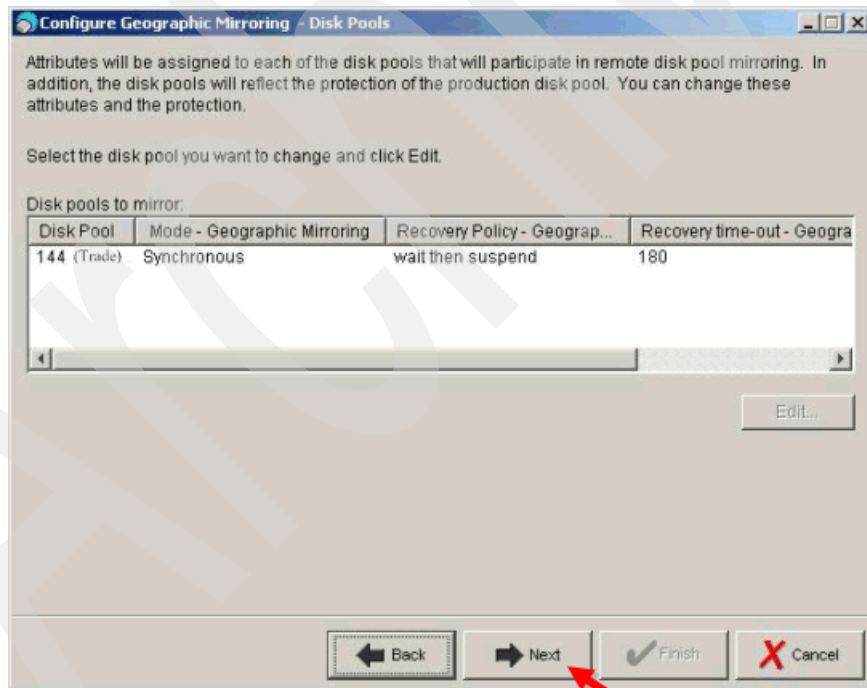 Configure Geographic Mirroring - Disk Pools
Attributes will be assigned to each of the disk pools that will participate in remote disk pool mirroring. In
addition, the disk pools will reflect the protection of the production disk pool. You can change these
attributes and the protection.
Select the disk pool you want to change and click Edit.
Disk pools to mirror:
Disk Pool Mode - Geographic Mirroring Recovery Policy - Geograp... Recovery time-out - Geogra
144 (Trade) Synchronous wait then suspend 180
Edit...
Back Next Finish Cancel